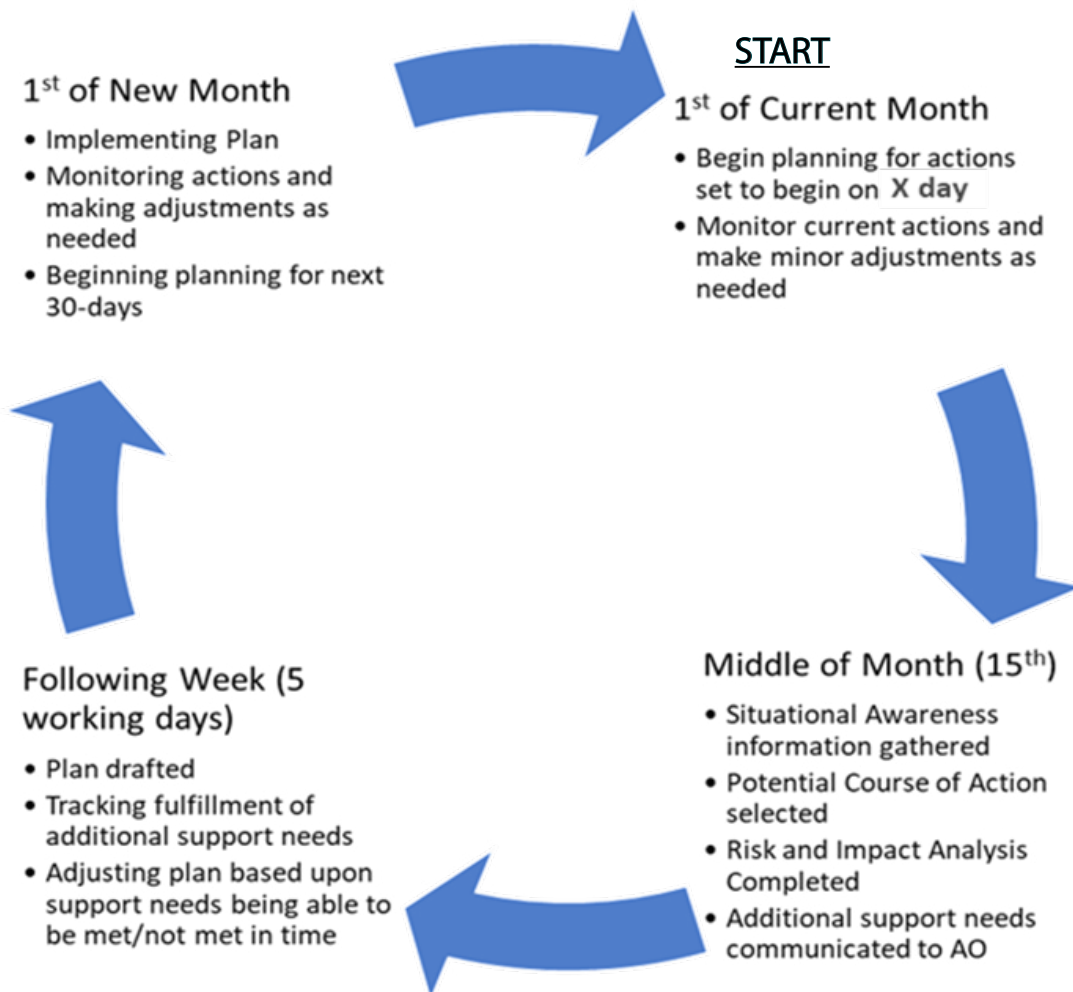 START
1st of Current Month
• Begin planning for actions
set to begin on X day
• Monitor current actions and
make minor adjustments as
needed
Middle of Month (15th)
• Situational Awareness
information gathered
• Potential Course of Action
selected
• Risk and Impact Analysis
Completed
• Additional support needs
communicated to AO
Following Week (5
working days)
• Plan drafted
• Tracking fulfillment of
additional support needs
• Adjusting plan based upon
support needs being able to
be met/not met in time
1st of New Month
• Implementing Plan
• Monitoring actions and
making adjustments as
needed
• Beginning planning for next
30-days